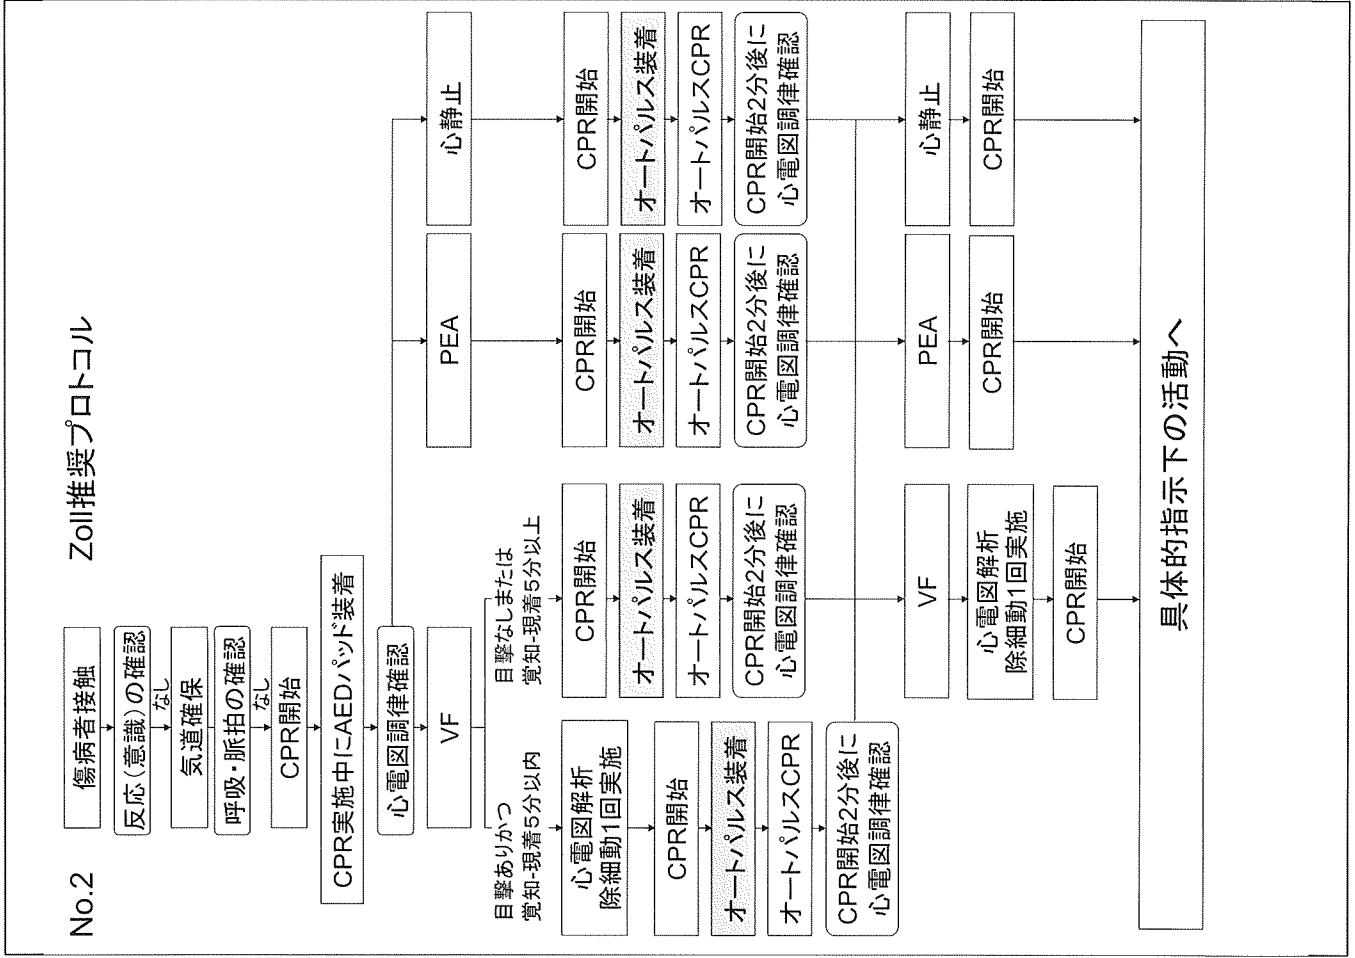 No.2
Zoll推奨プロトコル
傷病者接触
反応(意識)の確認
なし
気道確保
呼吸・脈拍の確認
なし
CPR開始
CPR実施中にAEDパッド装着
心電図調律確認
VF
PEA
心静止
目撃ありかつ
覚知-現着5分以内
心電図解析
除細動1回実施
CPR開始
オートパルス装着
オートパルスCPR
CPR開始2分後に
心電図調律確認
目撃なしまたは
覚知-現着5分以上
CPR開始
オートパルス装着
オートパルスCPR
CPR開始2分後に
心電図調律確認
CPR開始
オートパルス装着
オートパルスCPR
CPR開始2分後に
心電図調律確認
CPR開始
オートパルス装着
オートパルスCPR
CPR開始2分後に
心電図調律確認
VF
心電図解析
除細動1回実施
CPR開始
PEA
CPR開始
心静止
CPR開始
具体的指示下の活動へ